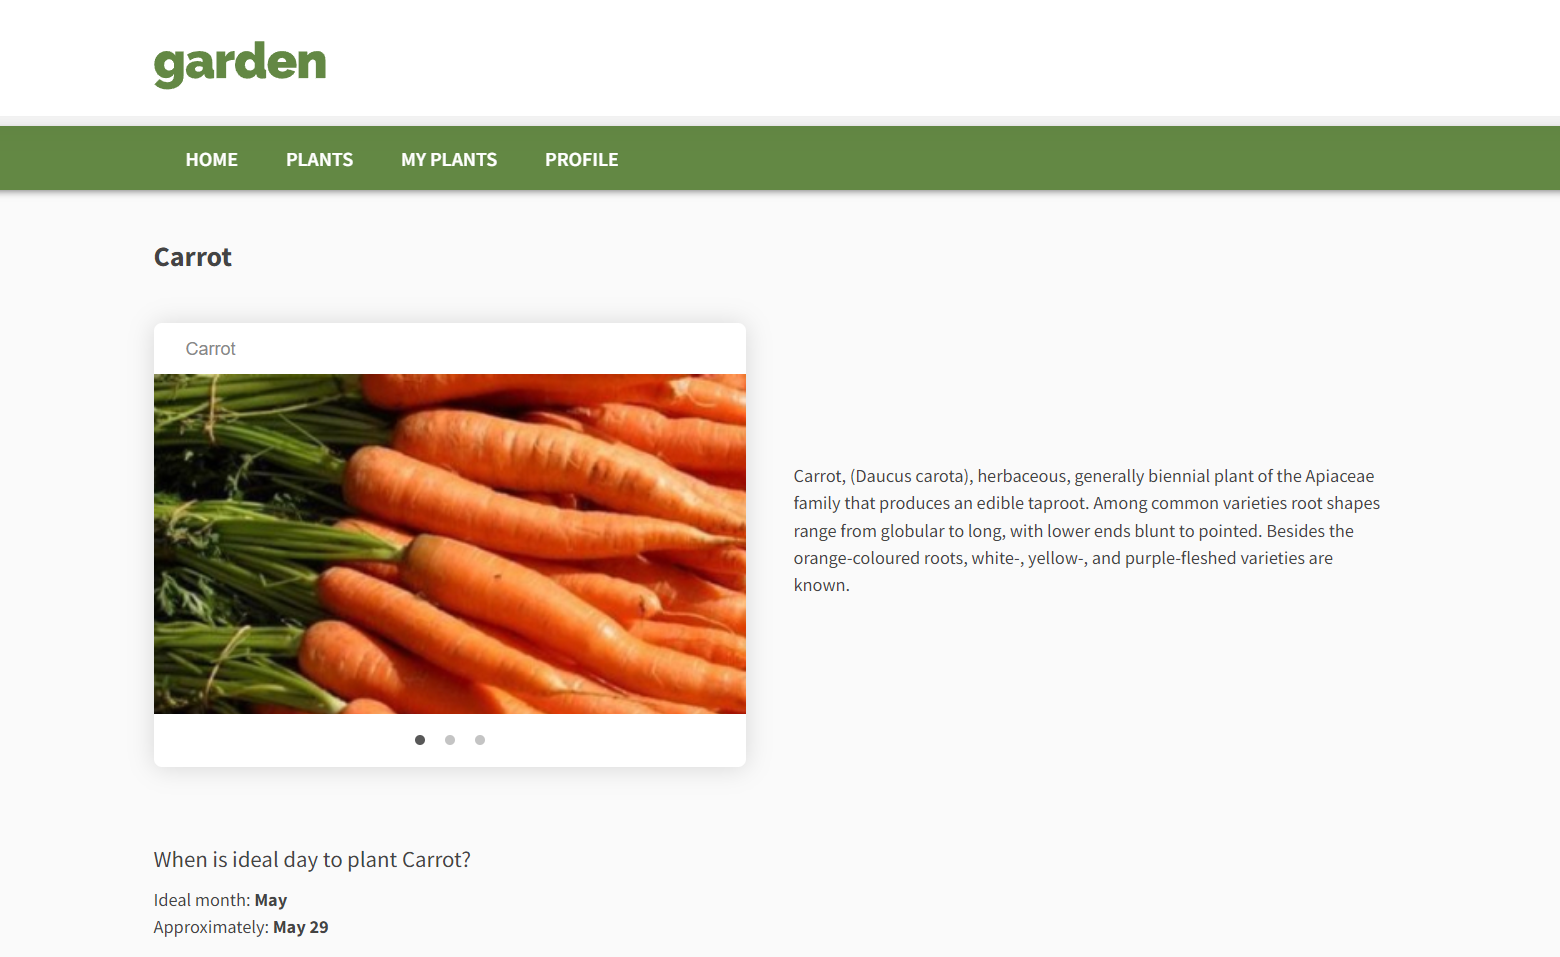 garden
HOME PLANTS MY PLANTS PROFILE
Carrot
Carrot
Carrot, (Daucus carota), herbaceous, generally biennial plant of the Apiaceae
family that produces an edible taproot. Among common varieties root shapes
range from globular to long, with lower ends blunt to pointed. Besides the
orange-coloured roots, white-, yellow-, and purple-fleshed varieties are
known.
When is ideal day to plant Carrot?
Ideal month: May
Approximately: May 29